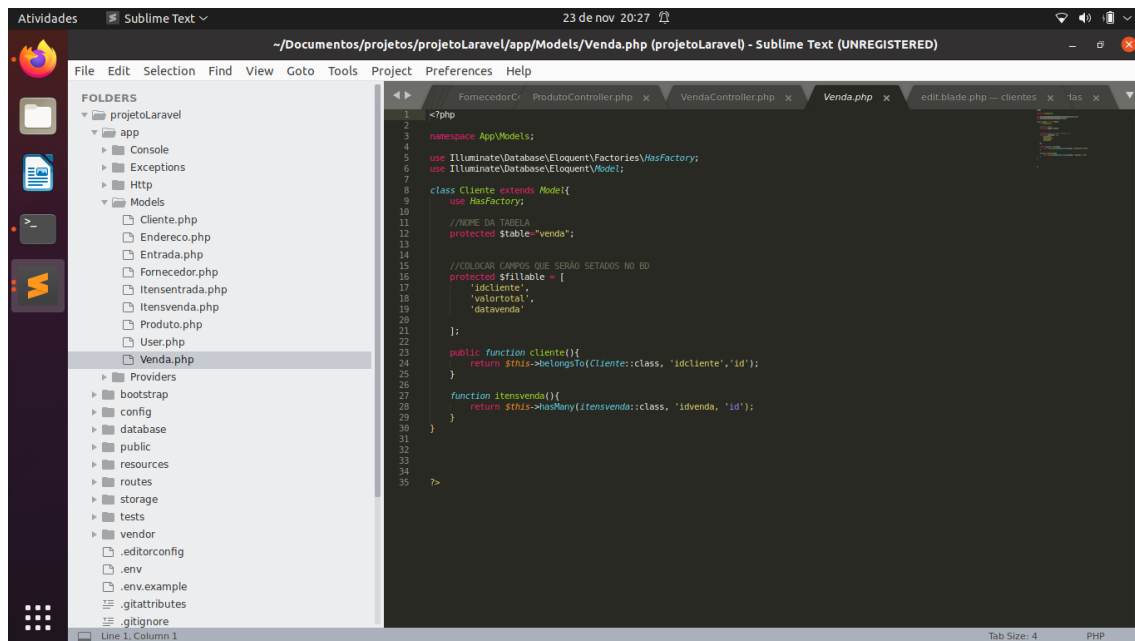 Atividades
Sublime Text
23 de nov 20:27
~/Documentos/projetos/projetoLaravel/app/Models/Venda.php (projetoLaravel) - Sublime Text (UNREGISTERED)
File Edit Selection Find View Goto Tools Project Preferences Help
FOLDERS
projetoLaravel
app
Console
Exceptions
Http
Models
Cliente.php
Endereco.php
Entrada.php
Fornecedor.php
Itensentrada.php
Itensvenda.php
Produto.php
User.php
Venda.php
Providers
bootstrap
config
database
public
resources
routes
storage
tests
vendor
.editorconfig
.env
.env.example
.gitattributes
.gitignore
FornecedorC ProdutoController.php x VendaController.php x Venda.php x edit.blade.php — clientes x das x
1 <?php
2
3 namespace App\Models;
4
5 use Illuminate\Database\Eloquent\Factories\HasFactory;
6 use Illuminate\Database\Eloquent\Model;
7
8 class Cliente extends Model{
9 use HasFactory;
10
11 //NOME DA TABELA
12 protected $table="venda";
13
14
15 //COLOCAR CAMPOS QUE SERÃO SETADOS NO BD
16 protected $fillable = [
17 'idcliente',
18 'valortotal',
19 'datavenda'
20
21 ];
22
23 public function cliente(){
24 return $this->belongsTo(Cliente::class, 'idcliente','id');
25 }
26
27 function itensvenda(){
28 return $this->hasMany(itensvenda::class, 'idvenda, 'id');
29 }
30 }
31
32
33
34
35 ?>
Line 1, Column 1
Tab Size: 4
PHP